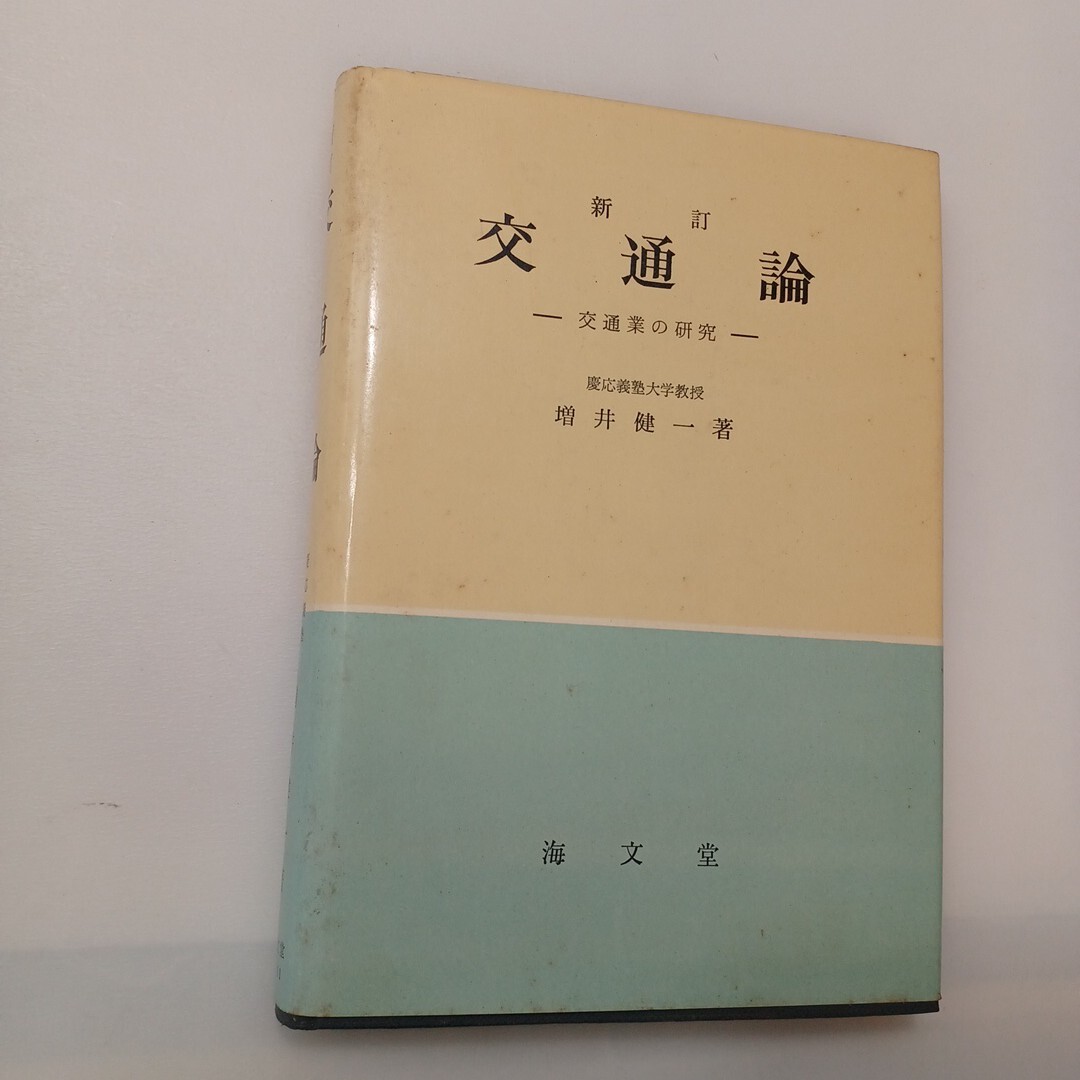 新訂
交通論
― 交通業の研究 ―
慶応義塾大学教授
増井健一著
海文堂